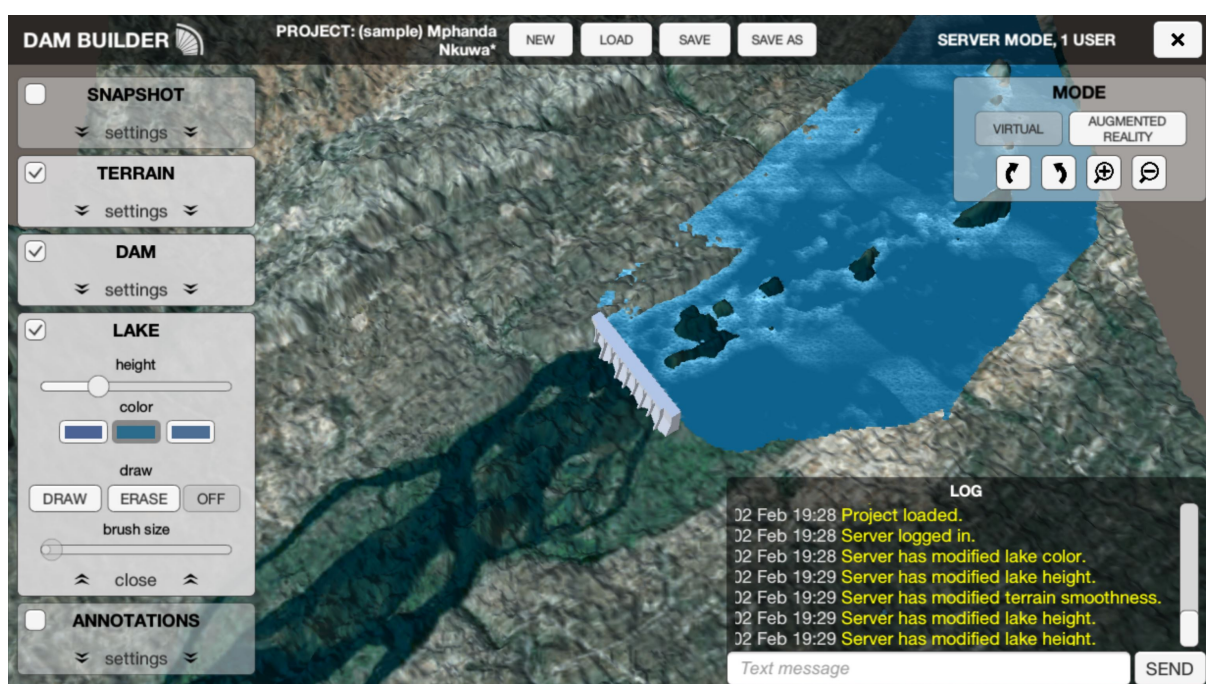 DAM BUILDER
PROJECT: (sample) Mphanda
Nkuwa*
NEW
LOAD
SAVE
SAVE AS
SERVER MODE, 1 USER
SNAPSHOT
settings
TERRAIN
settings
DAM
settings
LAKE
height
color
draw
DRAW
ERASE
OFF
brush size
close
ANNOTATIONS
settings
MODE
VIRTUAL
AUGMENTED
REALITY
LOG
02 Feb 19:28 Project loaded.
02 Feb 19:28 Server logged in.
02 Feb 19:28 Server has modified lake color.
02 Feb 19:29 Server has modified lake height.
02 Feb 19:29 Server has modified terrain smoothness.
02 Feb 19:29 Server has modified lake height.
02 Feb 19:29 Server has modified lake height.
Text message
SEND